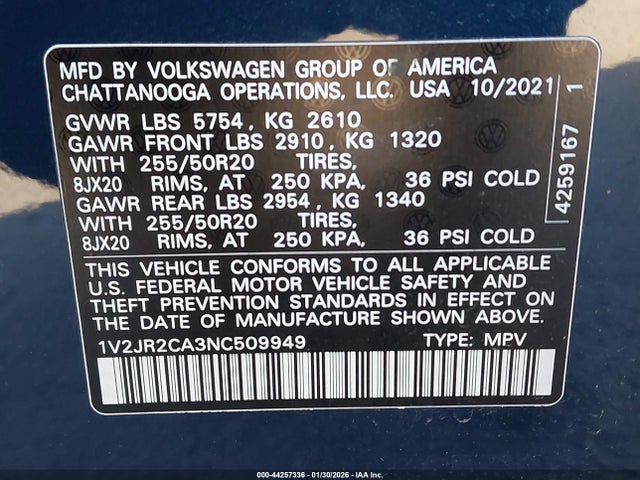 MFD BY VOLKSWAGEN GROUP OF AMERICA
CHATTANOOGA OPERATIONS, LLC. USA 10/2021
GVWR LBS 5754, KG 2610
GAWR FRONT LBS 2910, KG 1320
WITH 255/50R20 TIRES,
8JX20 RIMS, AT 250 KPA, 36 PSI COLD
GAWR REAR LBS 2954, KG 1340
WITH 255/50R20 TIRES,
8JX20 RIMS, AT 250 KPA, 36 PSI COLD
THIS VEHICLE CONFORMS TO ALL APPLICABLE
U.S. FEDERAL MOTOR VEHICLE SAFETY AND
THEFT PREVENTION STANDARDS IN EFFECT ON
THE DATE OF MANUFACTURE SHOWN ABOVE.
1V2JR2CA3NC509949 TYPE: MPV
4259167 1
000-44257336 - 01/30/2026 - Copyright IAA, LLC